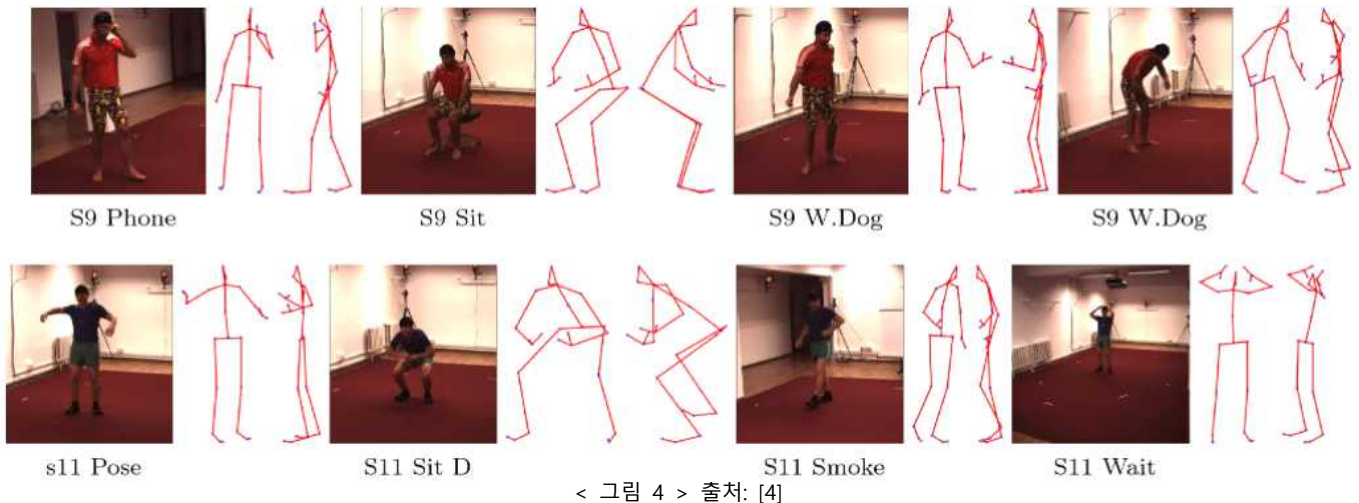 S9 Phone
S9 Sit
S9 W.Dog
S9 W.Dog
s11 Pose
S11 Sit D
S11 Smoke
S11 Wait
< 그림 4 > 출처: [4]